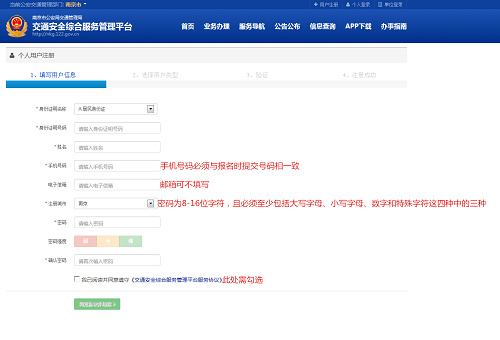 当前公安交通管理部门：南京市
用户注册 个人登录 单位登录
南京市公安局交通管理局
交通安全综合服务管理平台
http://nkg.122.gov.cn
首页 业务办理 服务导航 公告公布 信息查询 APP下载 办事指南
个人用户注册
1、填写用户信息 2、选择用户类型 3、验证 4、注册成功
* 身份证明名称 A:居民身份证
* 身份证明号码 请输入身份证明号码
* 姓名 请输入姓名
* 手机号码 请输入手机号码 手机号码必须与报名时提交号码相一致
电子信箱 请输入电子信箱 邮箱可不填写
* 注册城市 南京 密码为8-16位字符，且必须至少包括大写字母、小写字母、数字和特殊字符这四种中的三种
* 密码 请输入密码
密码强度 弱 中 强
* 确认密码 请再次输入密码
我已阅读并同意遵守《交通安全综合服务管理平台服务协议》此处需勾选